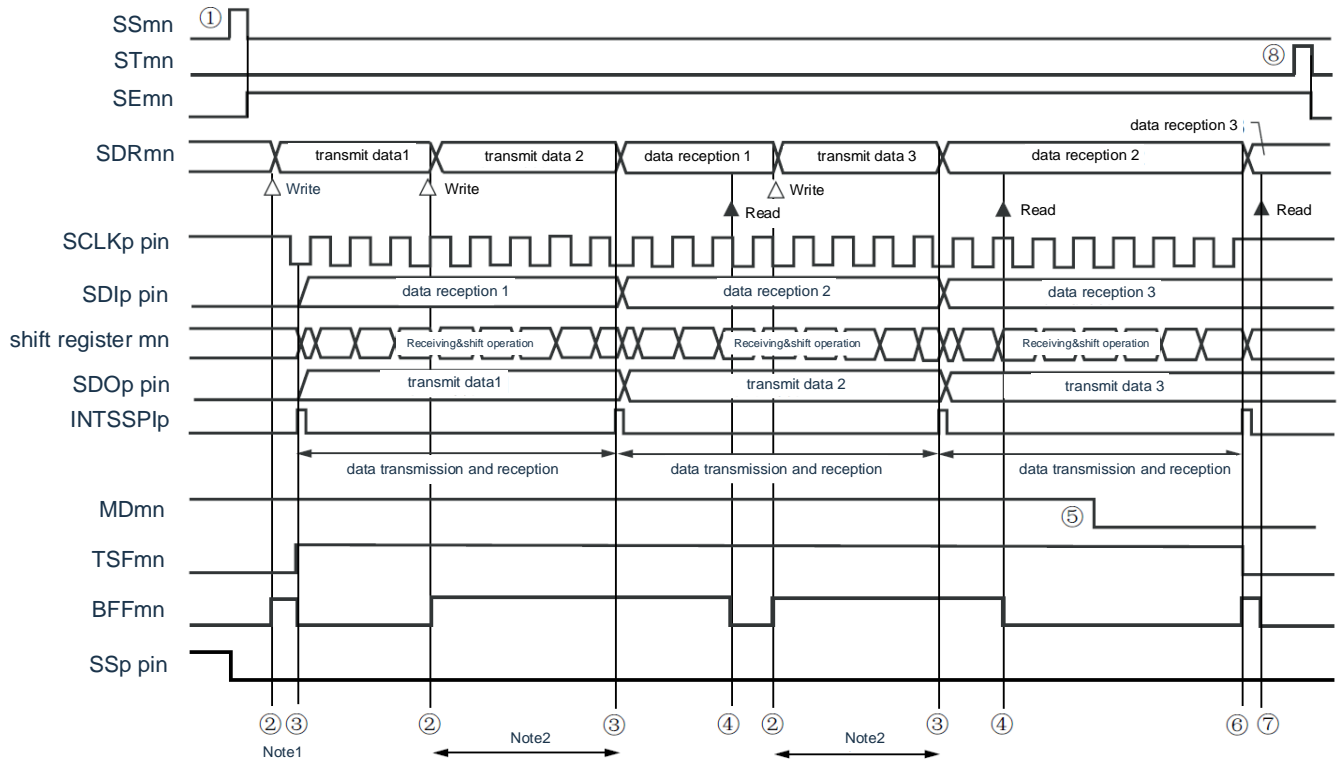 SSmn ①
STmn ⑧
SEmn
data reception 3
SDRmn transmit data1 transmit data 2 data reception 1 transmit data 3 data reception 2
Write Write Write
Read Read Read
SCLKp pin
SDIp pin data reception 1 data reception 2 data reception 3
shift register mn Receiving&shift operation Receiving&shift operation Receiving&shift operation
SDOp pin transmit data1 transmit data 2 transmit data 3
INTSSPIp
data transmission and reception data transmission and reception data transmission and reception
MDmn ⑤
TSFmn
BFFmn
SSp pin
② ③ ② ③ ④ ② ③ ④ ⑥ ⑦
Note1 Note2 Note2